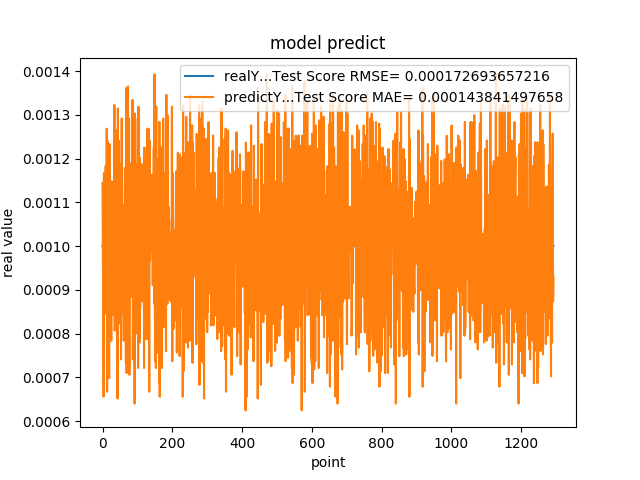 model predict
realY...Test Score RMSE= 0.000172693657216
predictY...Test Score MAE= 0.000143841497658
0.0014
0.0013
0.0012
0.0011
0.0010
0.0009
0.0008
0.0007
0.0006
real value
0 200 400 600 800 1000 1200
point